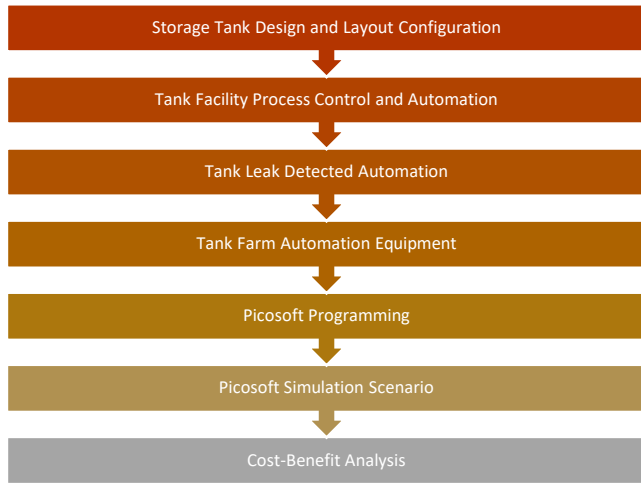 Storage Tank Design and Layout Configuration
Tank Facility Process Control and Automation
Tank Leak Detected Automation
Tank Farm Automation Equipment
Picosoft Programming
Picosoft Simulation Scenario
Cost-Benefit Analysis